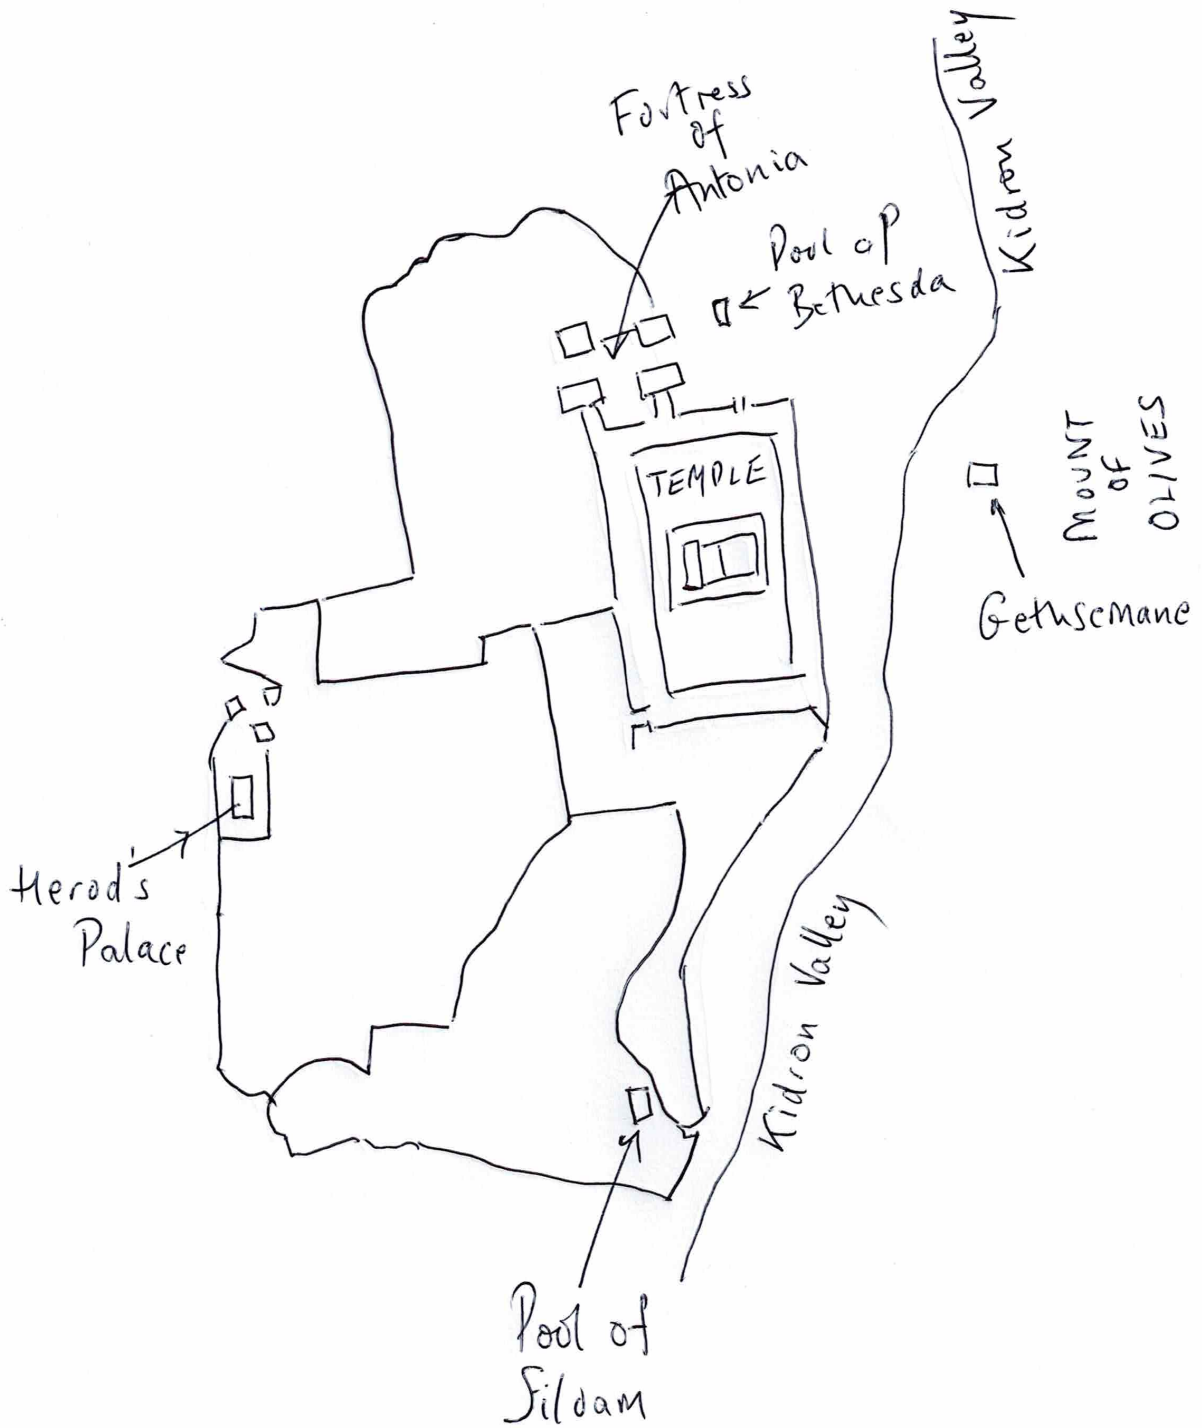 Kidron Valley
Fortress
of
Antonia
Pool of
Bethesda
TEMPLE
MOUNT
OF
OLIVES
Gethsemane
Herod's
Palace
Kidron Valley
Pool of
Siloam